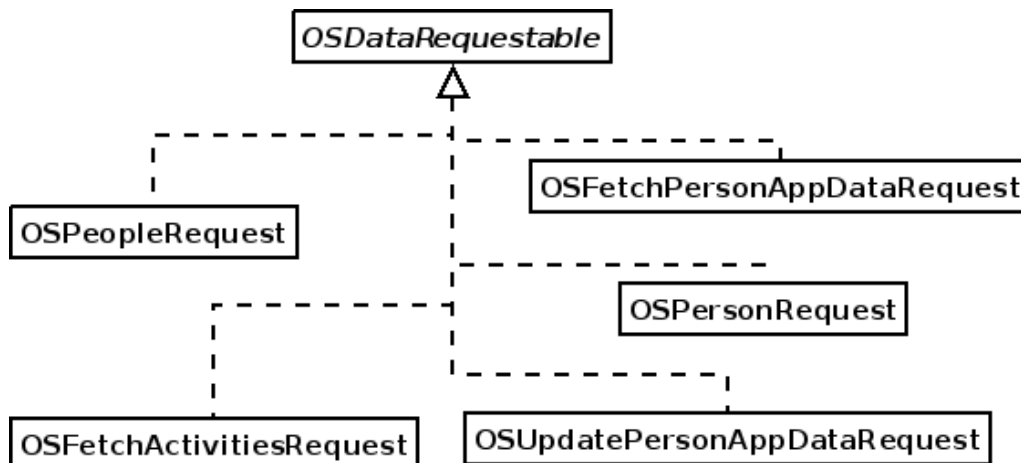 OSDataRequestable
OSFetchPersonAppDataRequest
OSPeopleRequest
OSPersonRequest
OSFetchActivitiesRequest
OSUpdatePersonAppDataRequest